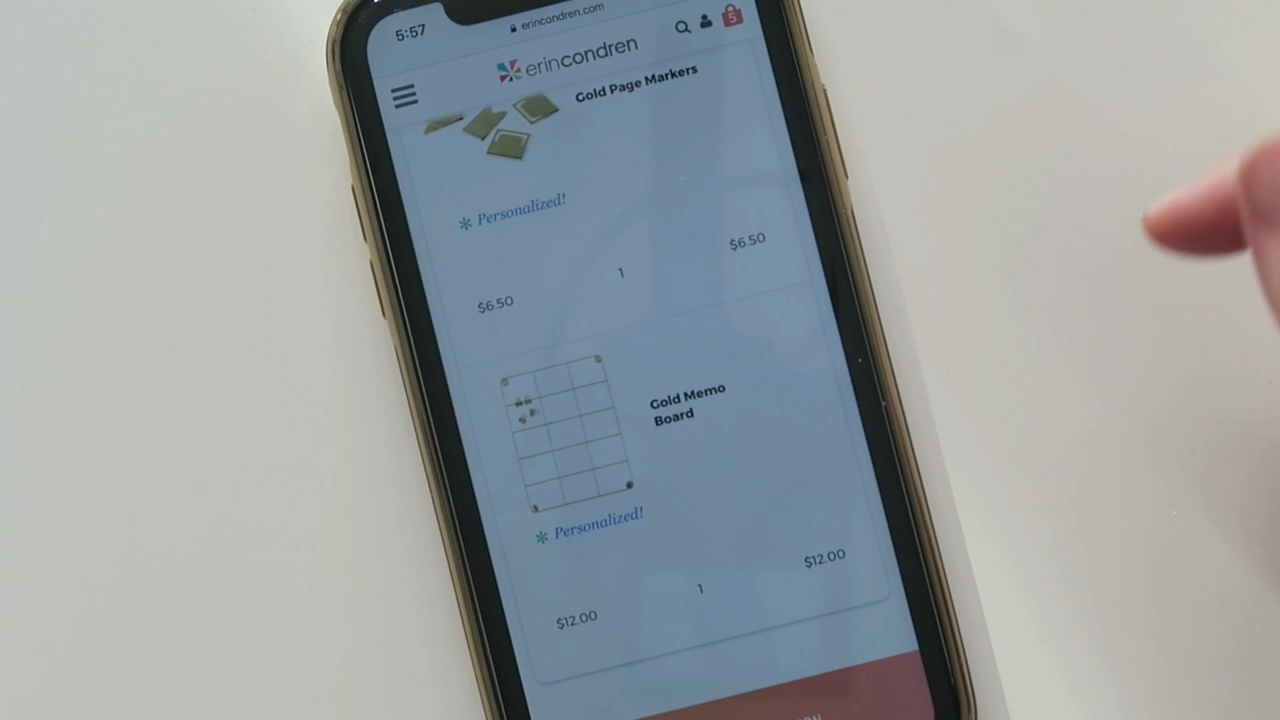 5:57
erincondren.com
erincondren
5
Gold Page Markers
Personalized!
$6.50
1
$6.50
Gold Memo
Board
Personalized!
$12.00
1
$12.00